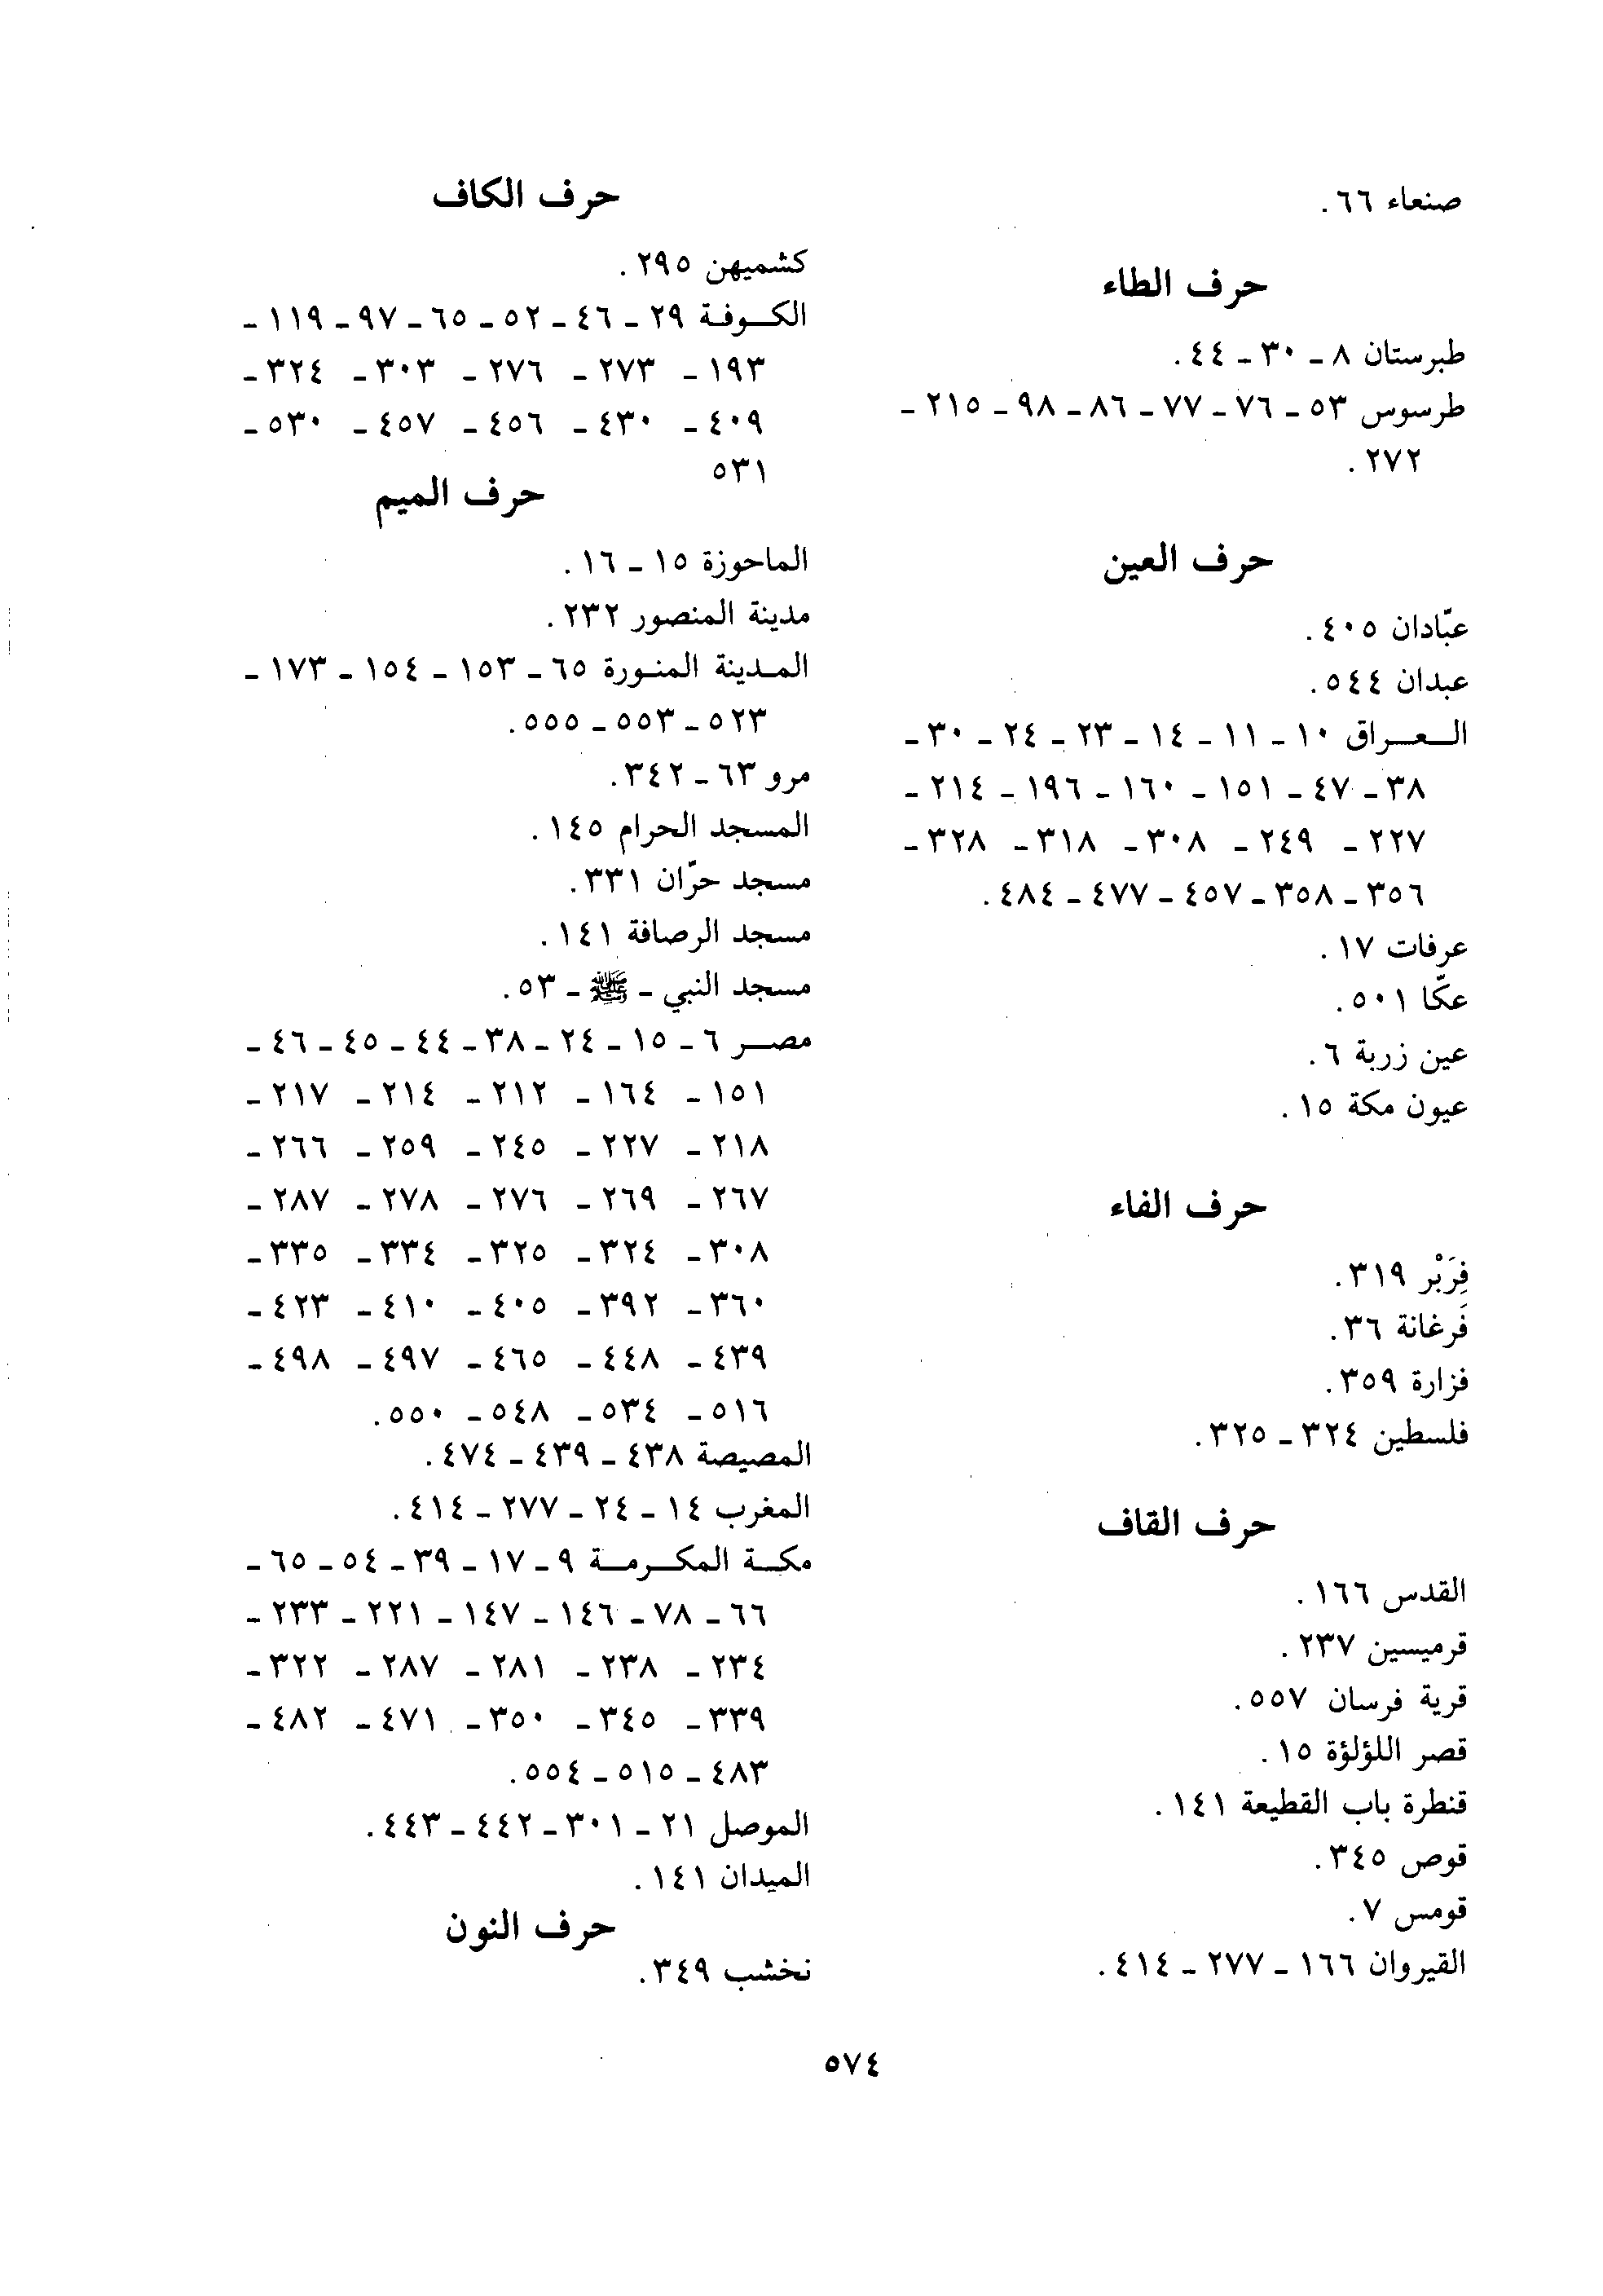 صنعاء ٦٦.
حرف الطاء
طبرستان ٨ ـ ٣٠ ـ ٤٤.
طرسوس ٥٣ ـ ٧٦ ـ ٧٧ ـ ٨٦ ـ ٩٨ ـ ٢١٥ ـ
٢٧٢.
حرف العين
عبّادان ٤٠٥.
عبدان ٥٤٤.
العراق ١٠ ـ ١١ ـ ١٤ ـ ٢٣ ـ ٢٤ ـ ٣٠ ـ
٣٨ ـ ٤٧ ـ ١٥١ ـ ١٦٠ ـ ١٩٦ ـ ٢١٤ ـ
٢٢٧ ـ ٢٤٩ ـ ٣٠٨ ـ ٣١٨ ـ ٣٢٨ ـ
٣٥٦ ـ ٣٥٨ ـ ٤٥٧ ـ ٤٧٧ ـ ٤٨٤.
عرفات ١٧.
عكّا ٥٠١.
عين زربة ٦.
عيون مكة ١٥.
حرف الفاء
فِرَبْر ٣١٩.
فَرغانة ٣٦.
فزارة ٣٥٩.
فلسطين ٣٢٤ ـ ٣٢٥.
حرف القاف
القدس ١٦٦.
قرميسين ٢٣٧.
قرية فرسان ٥٥٧.
قصر اللؤلؤة ١٥.
قنطرة باب القطيعة ١٤١.
قوص ٣٤٥.
قومس ٧.
القيروان ١٦٦ ـ ٢٧٧ ـ ٤١٤.
حرف الكاف
كشميهن ٢٩٥.
الكوفة ٢٩ ـ ٤٦ ـ ٥٢ ـ ٦٥ ـ ٩٧ ـ ١١٩ ـ
١٩٣ ـ ٢٧٣ ـ ٢٧٦ ـ ٣٠٣ ـ ٣٢٤ ـ
٤٠٩ ـ ٤٣٠ ـ ٤٥٦ ـ ٤٥٧ ـ ٥٣٠ ـ
٥٣١
حرف الميم
الماحوزة ١٥ ـ ١٦.
مدينة المنصور ٢٣٢.
المدينة المنورة ٦٥ ـ ١٥٣ ـ ١٥٤ ـ ١٧٣ ـ
٥٢٣ ـ ٥٥٣ ـ ٥٥٥.
مرو ٦٣ ـ ٣٤٢.
المسجد الحرام ١٤٥.
مسجد حرّان ٣٣١.
مسجد الرصافة ١٤١.
مسجد النبي ـ ﷺ ـ ٥٣.
مصر ٦ ـ ١٥ ـ ٢٤ ـ ٣٨ ـ ٤٤ ـ ٤٥ ـ ٤٦ ـ
١٥١ ـ ١٦٤ ـ ٢١٢ ـ ٢١٤ ـ ٢١٧ ـ
٢١٨ ـ ٢٢٧ ـ ٢٤٥ ـ ٢٥٩ ـ ٢٦٦ ـ
٢٦٧ ـ ٢٦٩ ـ ٢٧٦ ـ ٢٧٨ ـ ٢٨٧ ـ
٣٠٨ ـ ٣٢٤ ـ ٣٢٥ ـ ٣٣٤ ـ ٣٣٥ ـ
٣٦٠ ـ ٣٩٢ ـ ٤٠٥ ـ ٤١٠ ـ ٤٢٣ ـ
٤٣٩ ـ ٤٤٨ ـ ٤٦٥ ـ ٤٩٧ ـ ٤٩٨ ـ
٥١٦ ـ ٥٣٤ ـ ٥٤٨ ـ ٥٥٠.
المصيصة ٤٣٨ ـ ٤٣٩ ـ ٤٧٤.
المغرب ١٤ ـ ٢٤ ـ ٢٧٧ ـ ٤١٤.
مكة المكرمة ٩ ـ ١٧ ـ ٣٩ ـ ٥٤ ـ ٦٥ ـ
٦٦ ـ ٧٨ ـ ١٤٦ ـ ١٤٧ ـ ٢٢١ ـ ٢٣٣ ـ
٢٣٤ ـ ٢٣٨ ـ ٢٨١ ـ ٢٨٧ ـ ٣٢٢ ـ
٣٣٩ ـ ٣٤٥ ـ ٣٥٠ ـ ٤٧١ ـ ٤٨٢ ـ
٤٨٣ ـ ٥١٥ ـ ٥٥٤.
الموصل ٢١ ـ ٣٠١ ـ ٤٤٢ ـ ٤٤٣.
الميدان ١٤١.
حرف النون
نخشب ٣٤٩.
٥٧٤